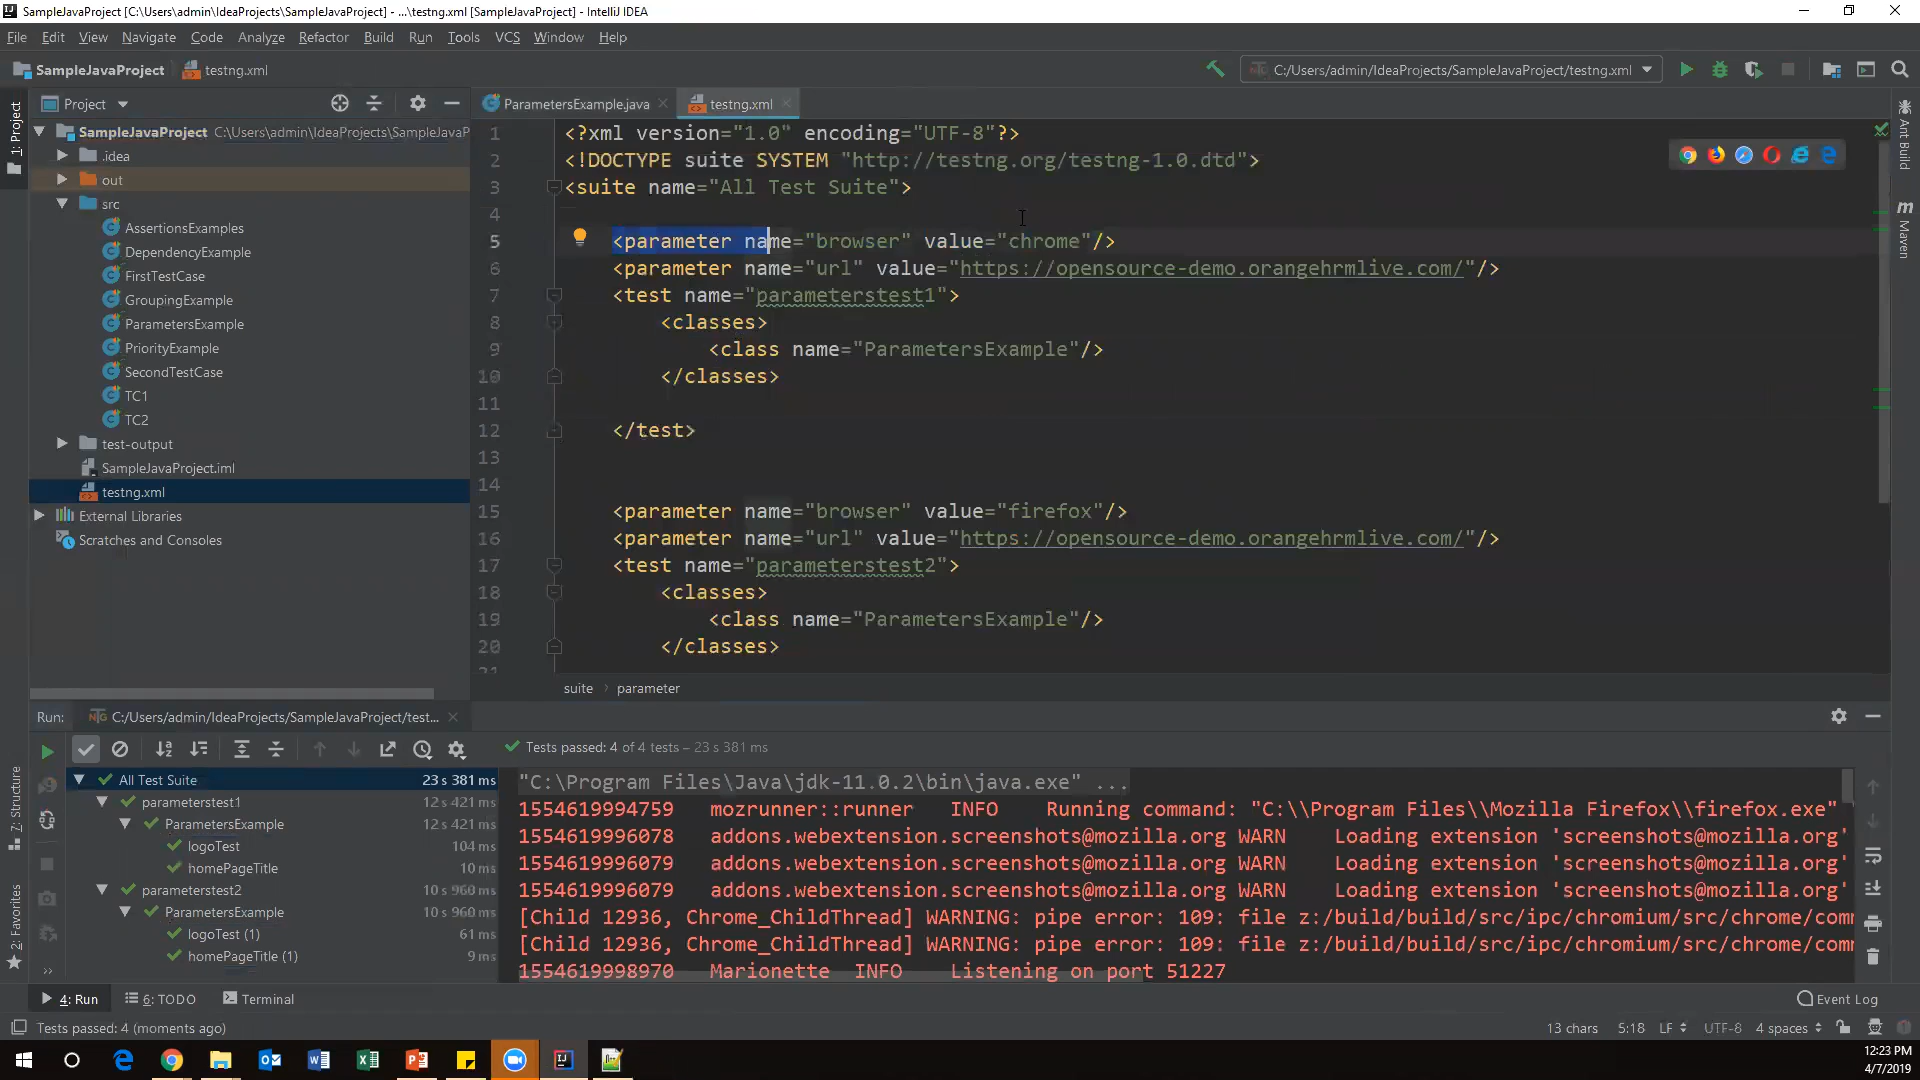 SampleJavaProject [C:\Users\admin\IdeaProjects\SampleJavaProject] - ...\testng.xml [SampleJavaProject] - IntelliJ IDEA
File Edit View Navigate Code Analyze Refactor Build Run Tools VCS Window Help
SampleJavaProject testng.xml C:/Users/admin/IdeaProjects/SampleJavaProject/testng.xml
Project ParametersExample.java testng.xml
1: Project
SampleJavaProject C:\Users\admin\IdeaProjects\SampleJavaP
.idea
out
src
AssertionsExamples
DependencyExample
FirstTestCase
GroupingExample
ParametersExample
PriorityExample
SecondTestCase
TC1
TC2
test-output
SampleJavaProject.iml
testng.xml
External Libraries
Scratches and Consoles
1 <?xml version="1.0" encoding="UTF-8"?>
2 <!DOCTYPE suite SYSTEM "http://testng.org/testng-1.0.dtd">
3 <suite name="All Test Suite">
4
5 <parameter name="browser" value="chrome"/>
6 <parameter name="url" value="https://opensource-demo.orangehrmlive.com/"/>
7 <test name="parameterstest1">
8 <classes>
9 <class name="ParametersExample"/>
10 </classes>
11
12 </test>
13
14
15 <parameter name="browser" value="firefox"/>
16 <parameter name="url" value="https://opensource-demo.orangehrmlive.com/"/>
17 <test name="parameterstest2">
18 <classes>
19 <class name="ParametersExample"/>
20 </classes>
21
suite parameter
Ant Build
Maven
Run: C:/Users/admin/IdeaProjects/SampleJavaProject/test...
Tests passed: 4 of 4 tests – 23 s 381 ms
All Test Suite 23 s 381 ms
parameterstest1 12 s 421 ms
ParametersExample 12 s 421 ms
logoTest 104 ms
homePageTitle 10 ms
parameterstest2 10 s 960 ms
ParametersExample 10 s 960 ms
logoTest (1) 61 ms
homePageTitle (1) 9 ms
"C:\Program Files\Java\jdk-11.0.2\bin\java.exe" ...
1554619994759 mozrunner::runner INFO Running command: "C:\\Program Files\\Mozilla Firefox\\firefox.exe"
1554619996078 addons.webextension.screenshots@mozilla.org WARN Loading extension 'screenshots@mozilla.org'
1554619996079 addons.webextension.screenshots@mozilla.org WARN Loading extension 'screenshots@mozilla.org'
1554619996079 addons.webextension.screenshots@mozilla.org WARN Loading extension 'screenshots@mozilla.org'
[Child 12936, Chrome_ChildThread] WARNING: pipe error: 109: file z:/build/build/src/ipc/chromium/src/chrome/com
[Child 12936, Chrome_ChildThread] WARNING: pipe error: 109: file z:/build/build/src/ipc/chromium/src/chrome/com
1554619998970 Marionette INFO Listening on port 51227
7: Structure
2: Favorites
4: Run 6: TODO Terminal Event Log
Tests passed: 4 (moments ago) 13 chars 5:18 LF UTF-8 4 spaces
12:23 PM
4/7/2019